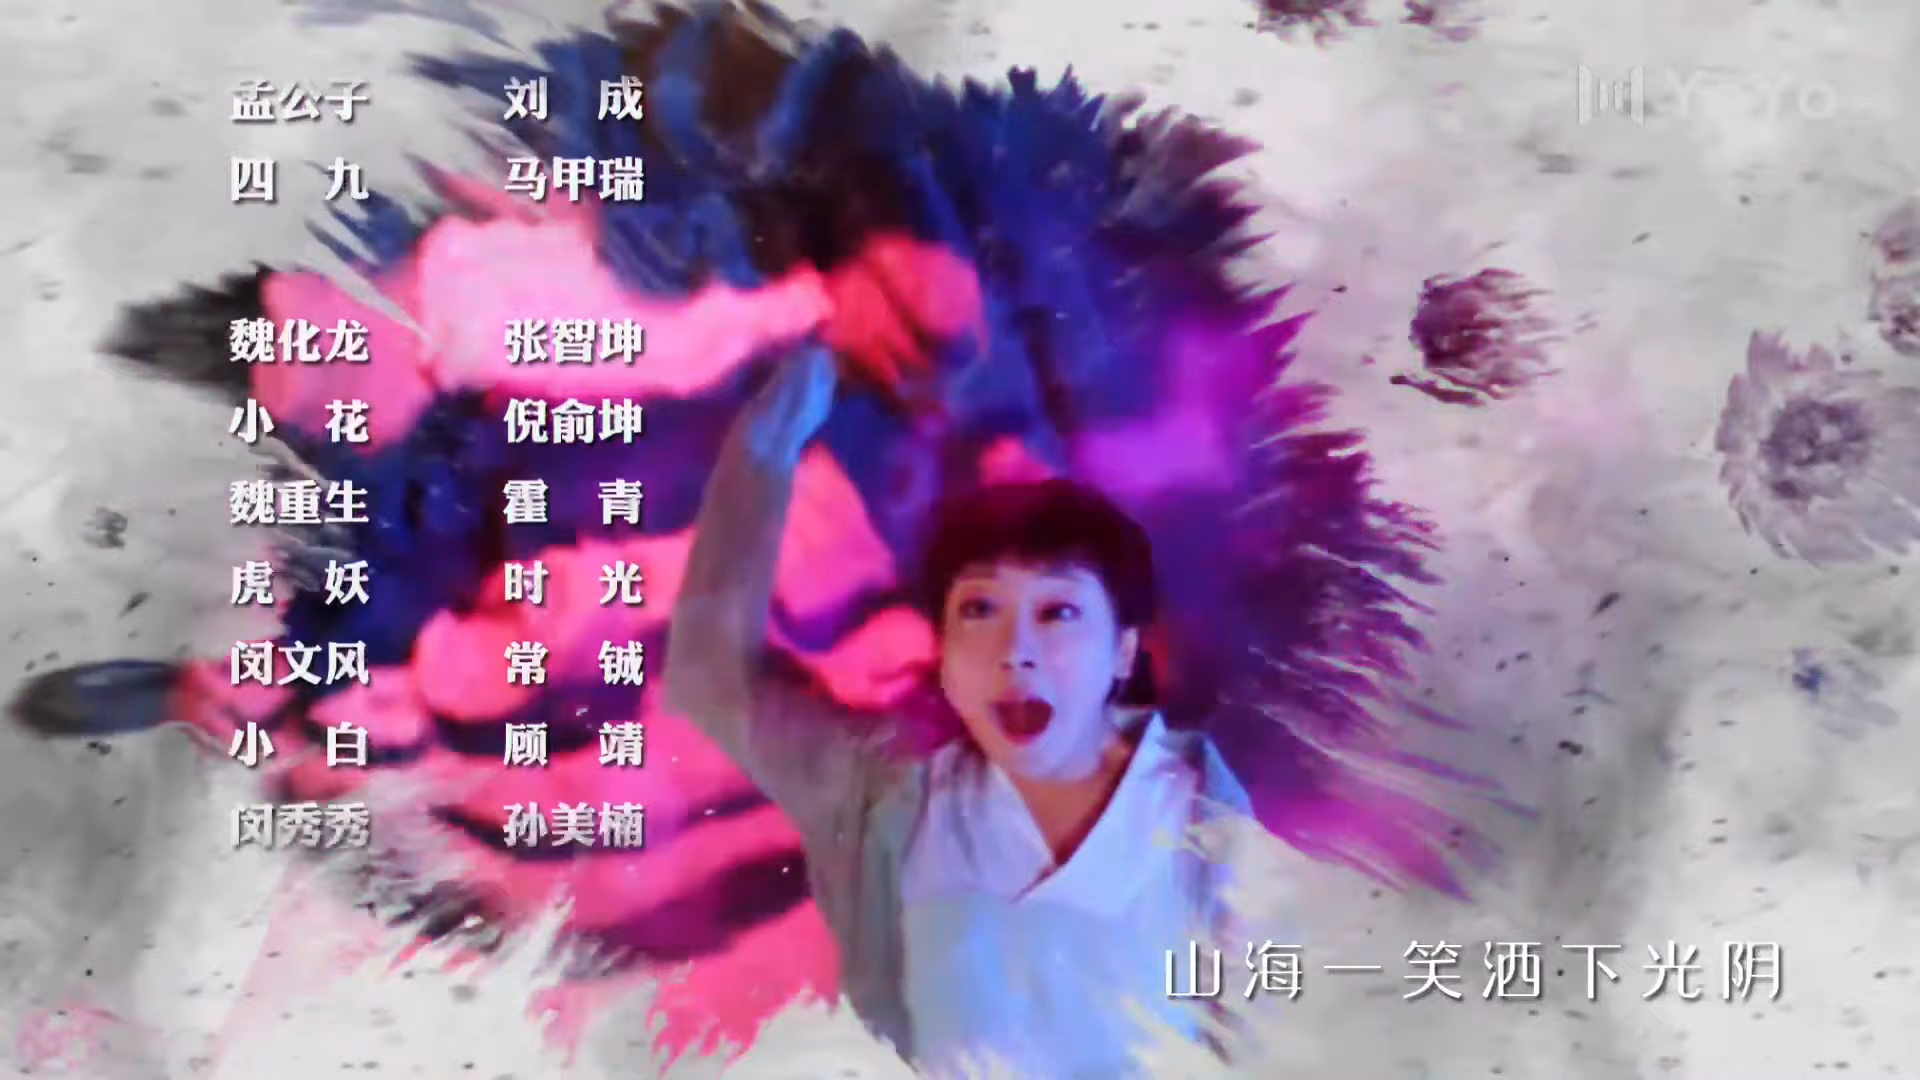 孟公子 刘成
四九 马甲瑞
魏化龙 张智坤
小花 倪俞坤
魏重生 霍青
虎妖 时光
闵文风 常铖
小白 顾靖
闵秀秀 孙美楠
YoYo
山海一笑洒下光阴